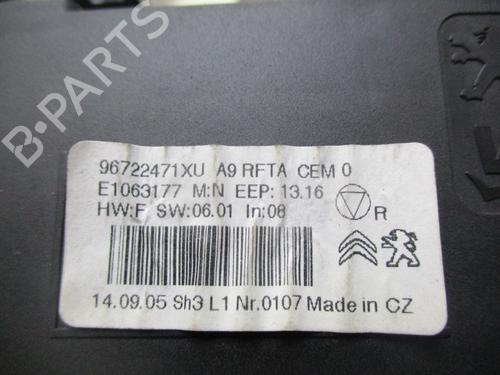 96722471XU A9 RFTA CEM 0
E1063177 M:N EEP: 13.16
HW:F SW:06.01 In:08
R
14.09.05 Sh3 L1 Nr.0107 Made in CZ
B-PARTS